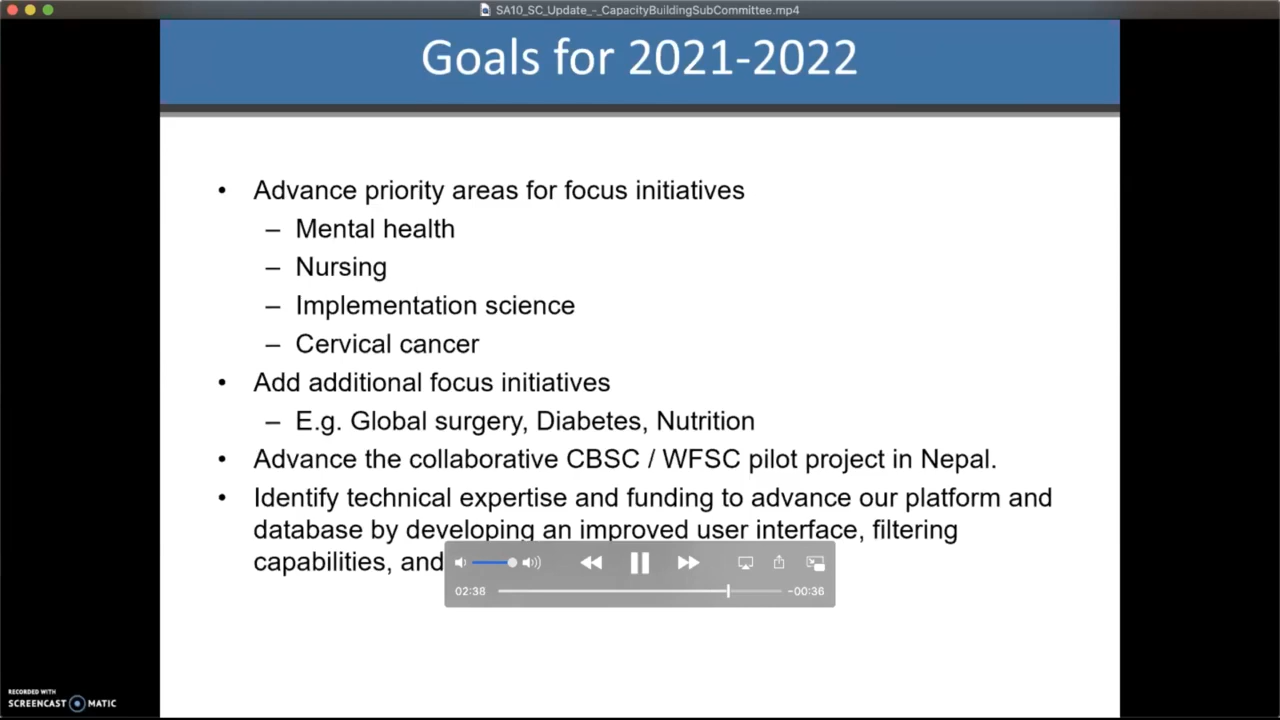 SA10_SC_Update_-_CapacityBuildingSubCommittee.mp4
Goals for 2021-2022
• Advance priority areas for focus initiatives
– Mental health
– Nursing
– Implementation science
– Cervical cancer
• Add additional focus initiatives
– E.g. Global surgery, Diabetes, Nutrition
• Advance the collaborative CBSC / WFSC pilot project in Nepal.
• Identify technical expertise and funding to advance our platform and
database by developing an improved user interface, filtering
capabilities, and
02:38
-00:36
RECORDED WITH
SCREENCAST MATIC